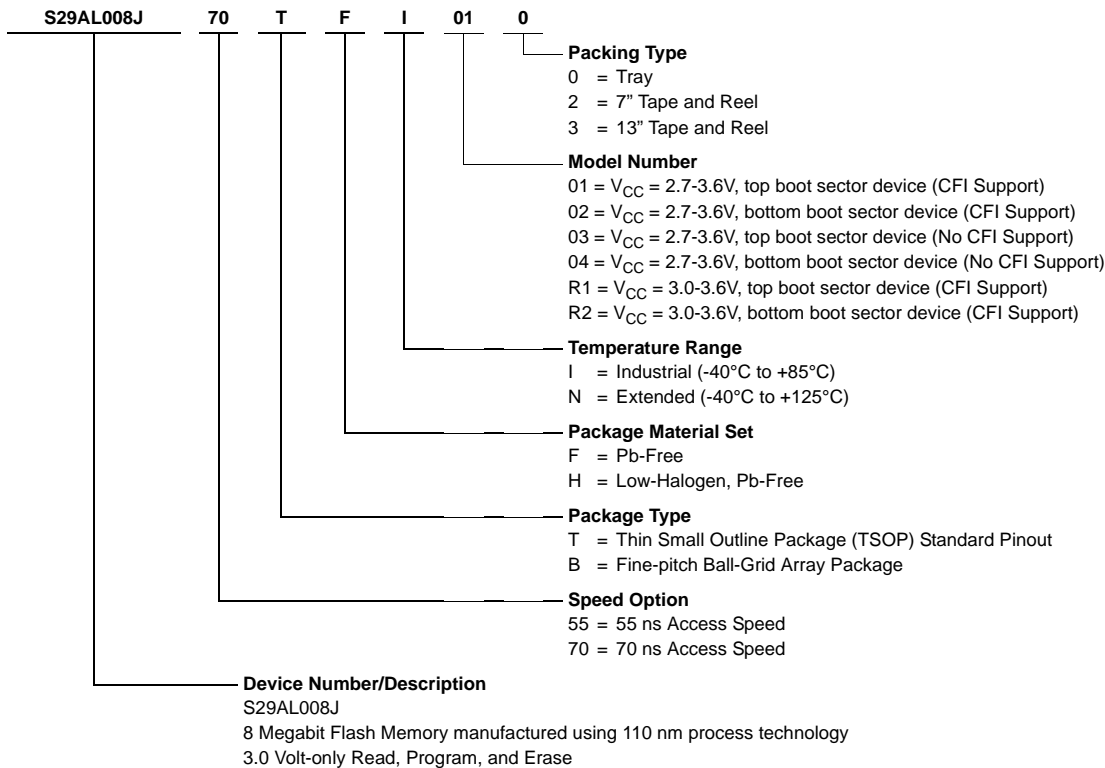 S29AL008J 70 T F I 01 0
Packing Type
0 = Tray
2 = 7” Tape and Reel
3 = 13” Tape and Reel
Model Number
01 = VCC = 2.7-3.6V, top boot sector device (CFI Support)
02 = VCC = 2.7-3.6V, bottom boot sector device (CFI Support)
03 = VCC = 2.7-3.6V, top boot sector device (No CFI Support)
04 = VCC = 2.7-3.6V, bottom boot sector device (No CFI Support)
R1 = VCC = 3.0-3.6V, top boot sector device (CFI Support)
R2 = VCC = 3.0-3.6V, bottom boot sector device (CFI Support)
Temperature Range
I = Industrial (-40°C to +85°C)
N = Extended (-40°C to +125°C)
Package Material Set
F = Pb-Free
H = Low-Halogen, Pb-Free
Package Type
T = Thin Small Outline Package (TSOP) Standard Pinout
B = Fine-pitch Ball-Grid Array Package
Speed Option
55 = 55 ns Access Speed
70 = 70 ns Access Speed
Device Number/Description
S29AL008J
8 Megabit Flash Memory manufactured using 110 nm process technology
3.0 Volt-only Read, Program, and Erase